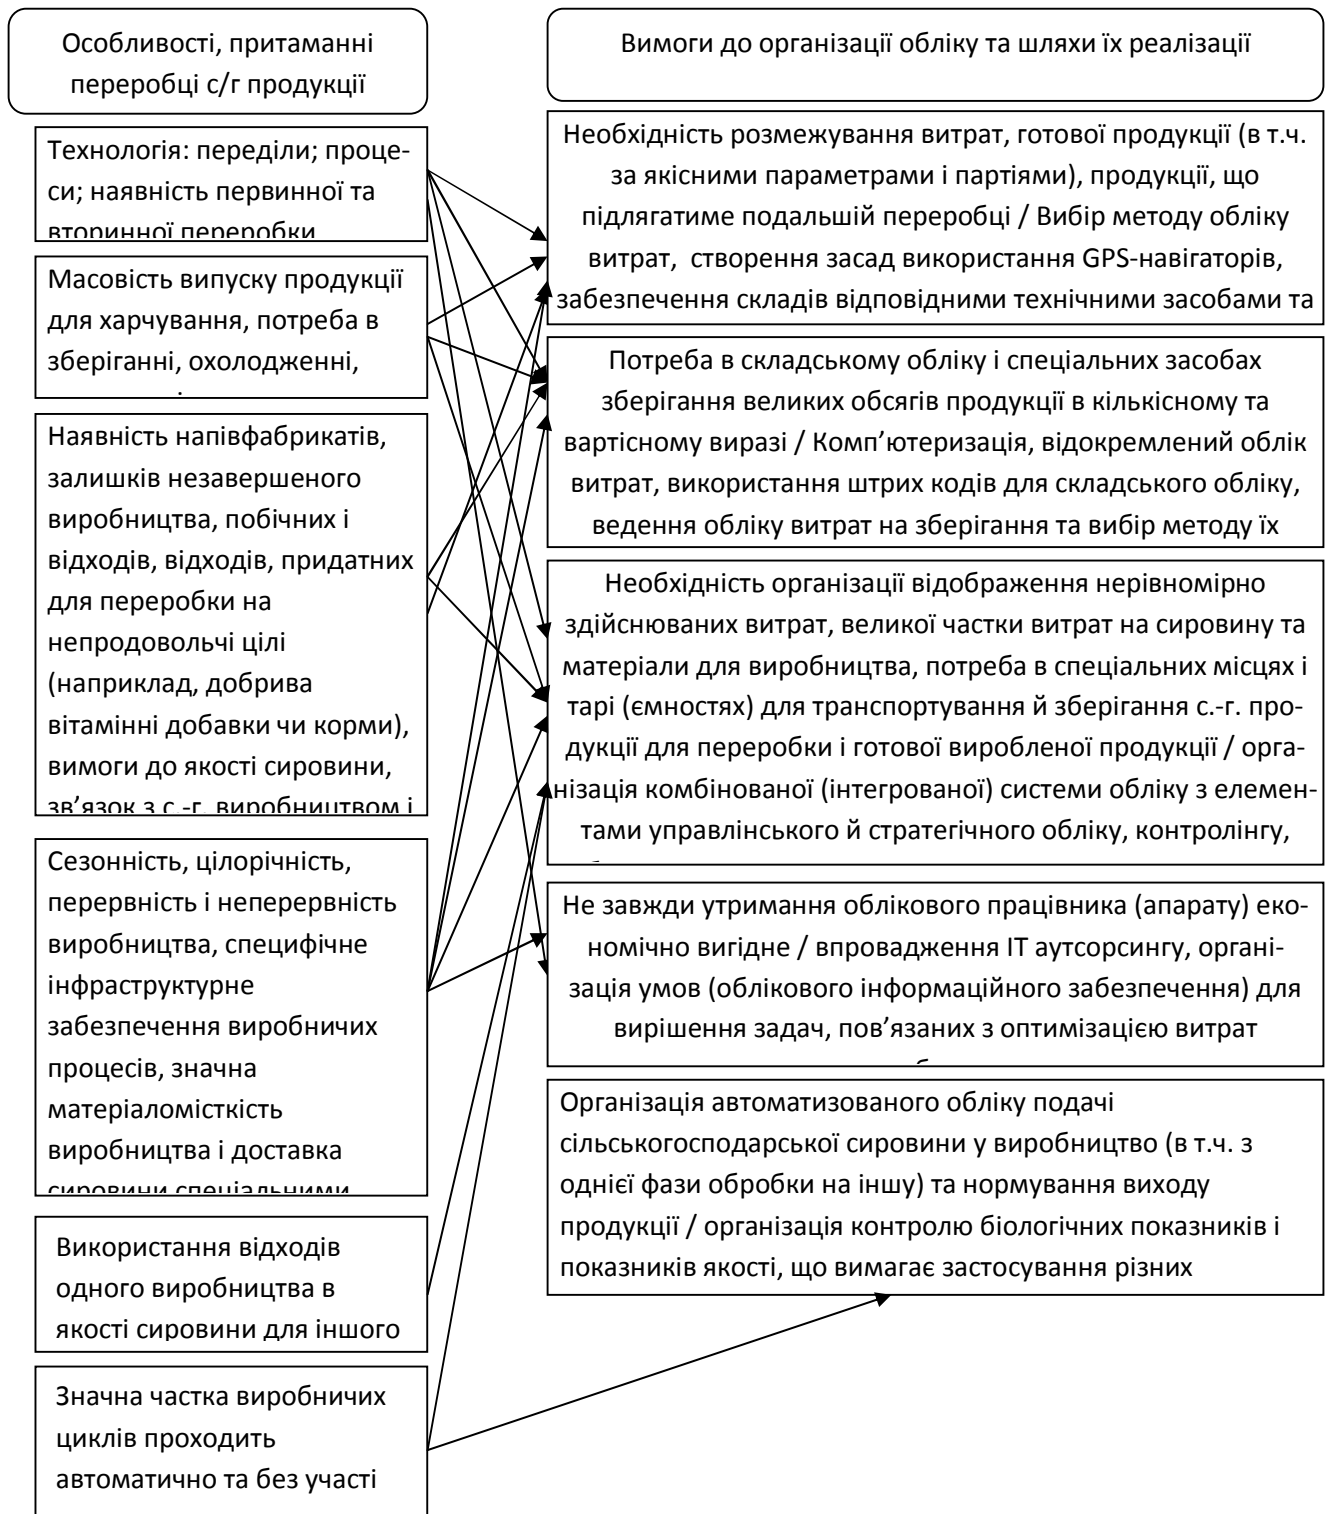 Особливості, притаманні
переробці с/г продукції
Технологія: переділи; проце-
си; наявність первинної та
вторинної переробки
Масовість випуску продукції
для харчування, потреба в
зберіганні, охолодженні,
Наявність напівфабрикатів,
залишків незавершеного
виробництва, побічних і
відходів, відходів, придатних
для переробки на
непродовольчі цілі
(наприклад, добрива
вітамінні добавки чи корми),
вимоги до якості сировини,
зв’язок з с.-г. виробництвом і
Сезонність, цілорічність,
перервність і неперервність
виробництва, специфічне
інфраструктурне
забезпечення виробничих
процесів, значна
матеріаломісткість
виробництва і доставка
сировини спеціальними
Використання відходів
одного виробництва в
якості сировини для іншого
Значна частка виробничих
циклів проходить
автоматично та без участі
Вимоги до організації обліку та шляхи їх реалізації
Необхідність розмежування витрат, готової продукції (в т.ч.
за якісними параметрами і партіями), продукції, що
підлягатиме подальшій переробці / Вибір методу обліку
витрат, створення засад використання GPS-навігаторів,
забезпечення складів відповідними технічними засобами та
Потреба в складському обліку і спеціальних засобах
зберігання великих обсягів продукції в кількісному та
вартісному виразі / Комп’ютеризація, відокремлений облік
витрат, використання штрих кодів для складського обліку,
ведення обліку витрат на зберігання та вибір методу їх
Необхідність організації відображення нерівномірно
здійснюваних витрат, великої частки витрат на сировину та
матеріали для виробництва, потреба в спеціальних місцях і
тарі (ємностях) для транспортування й зберігання с.-г. про-
дукції для переробки і готової виробленої продукції / орга-
нізація комбінованої (інтегрованої) системи обліку з елемен-
тами управлінського й стратегічного обліку, контролінгу,
Не завжди утримання облікового працівника (апарату) еко-
номічно вигідне / впровадження ІТ аутсорсингу, органі-
зація умов (облікового інформаційного забезпечення) для
вирішення задач, пов’язаних з оптимізацією витрат
Організація автоматизованого обліку подачі
сільськогосподарської сировини у виробництво (в т.ч. з
однієї фази обробки на іншу) та нормування виходу
продукції / організація контролю біологічних показників і
показників якості, що вимагає застосування різних